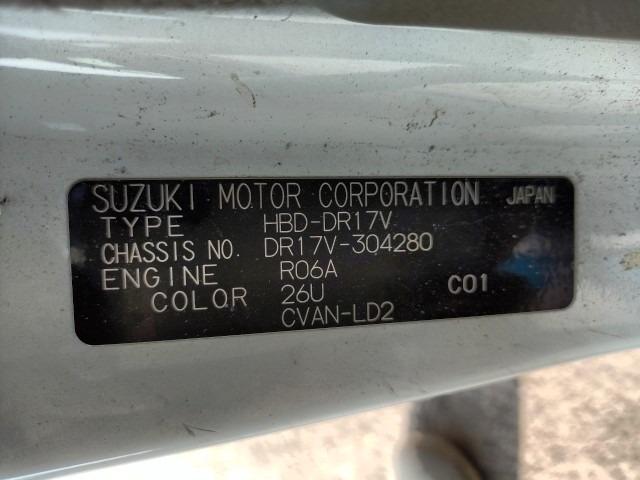 SUZUKI MOTOR CORPORATION JAPAN
TYPE HBD-DR17V
CHASSIS NO. DR17V-304280
ENGINE R06A
COLOR 26U C01
CVAN-LD2